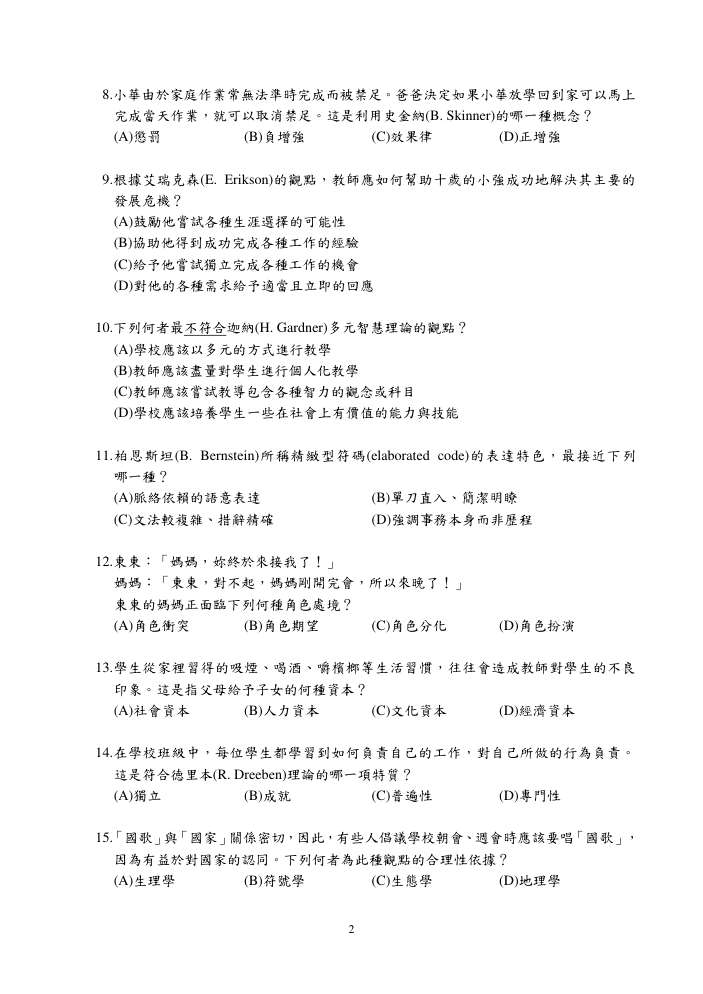 8.小華由於家庭作業常無法準時完成而被禁足。爸爸決定如果小華放學回到家可以馬上
完成當天作業，就可以取消禁足。這是利用史金納(B. Skinner)的哪一種概念？
(A)懲罰 (B)負增強 (C)效果律 (D)正增強
9.根據艾瑞克森(E. Erikson)的觀點，教師應如何幫助十歲的小強成功地解決其主要的
發展危機？
(A)鼓勵他嘗試各種生涯選擇的可能性
(B)協助他得到成功完成各種工作的經驗
(C)給予他嘗試獨立完成各種工作的機會
(D)對他的各種需求給予適當且立即的回應
10.下列何者最不符合迦納(H. Gardner)多元智慧理論的觀點？
(A)學校應該以多元的方式進行教學
(B)教師應該盡量對學生進行個人化教學
(C)教師應該嘗試教導包含各種智力的觀念或科目
(D)學校應該培養學生一些在社會上有價值的能力與技能
11.柏恩斯坦(B. Bernstein)所稱精緻型符碼(elaborated code)的表達特色，最接近下列
哪一種？
(A)脈絡依賴的語意表達 (B)單刀直入、簡潔明瞭
(C)文法較複雜、措辭精確 (D)強調事務本身而非歷程
12.東東：「媽媽，妳終於來接我了！」
媽媽：「東東，對不起，媽媽剛開完會，所以來晚了！」
東東的媽媽正面臨下列何種角色處境？
(A)角色衝突 (B)角色期望 (C)角色分化 (D)角色扮演
13.學生從家裡習得的吸煙、喝酒、嚼檳榔等生活習慣，往往會造成教師對學生的不良
印象。這是指父母給予子女的何種資本？
(A)社會資本 (B)人力資本 (C)文化資本 (D)經濟資本
14.在學校班級中，每位學生都學習到如何負責自己的工作，對自己所做的行為負責。
這是符合德里本(R. Dreeben)理論的哪一項特質？
(A)獨立 (B)成就 (C)普遍性 (D)專門性
15.「國歌」與「國家」關係密切，因此，有些人倡議學校朝會、週會時應該要唱「國歌」，
因為有益於對國家的認同。下列何者為此種觀點的合理性依據？
(A)生理學 (B)符號學 (C)生態學 (D)地理學
2